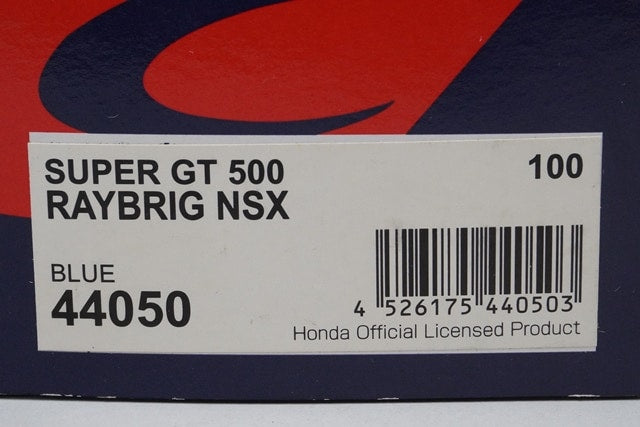 SUPER GT 500
RAYBRIG NSX
100
BLUE
44050
4 526175 440503
Honda Official Licensed Product